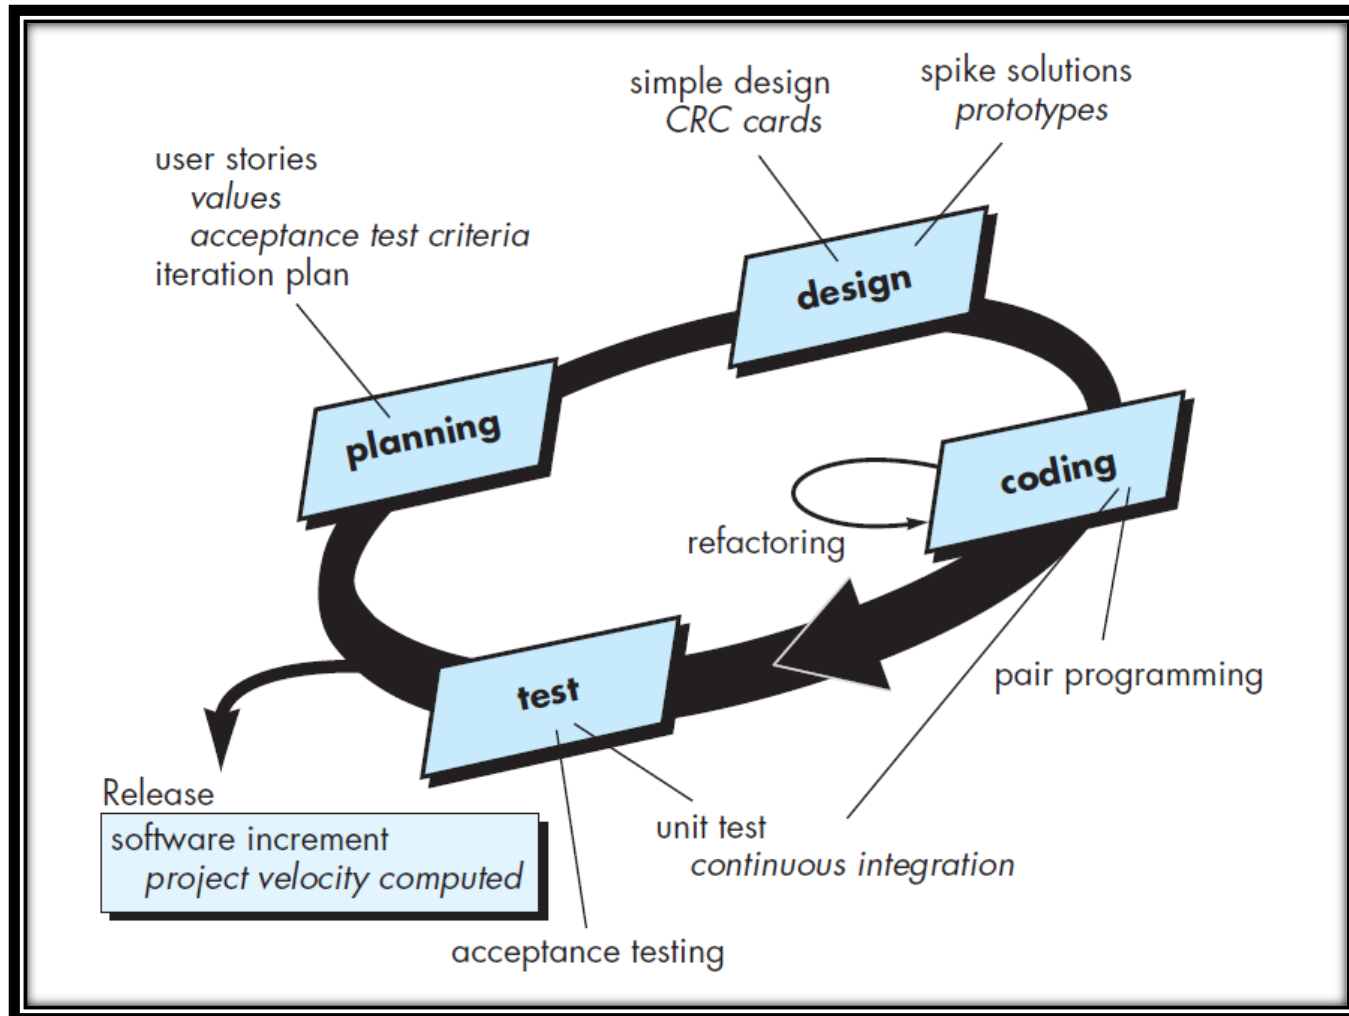 simple design
CRC cards
spike solutions
prototypes
user stories
values
acceptance test criteria
iteration plan
design
planning
coding
refactoring
test
pair programming
Release
software increment
project velocity computed
unit test
continuous integration
acceptance testing